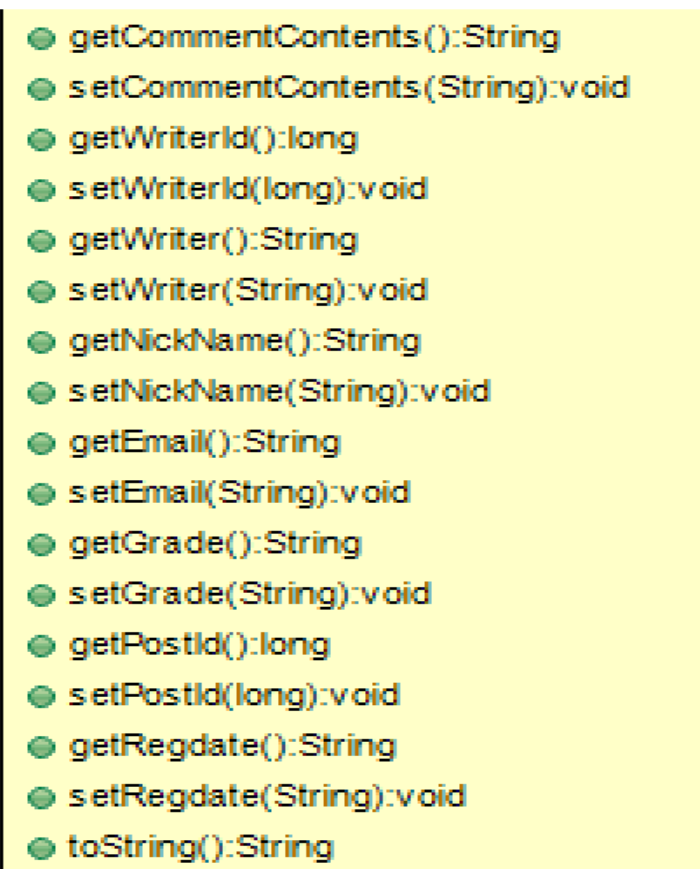 getCommentContents():String
setCommentContents(String):void
getWriterId():long
setWriterId(long):void
getWriter():String
setWriter(String):void
getNickName():String
setNickName(String):void
getEmail():String
setEmail(String):void
getGrade():String
setGrade(String):void
getPostId():long
setPostId(long):void
getRegdate():String
setRegdate(String):void
toString():String